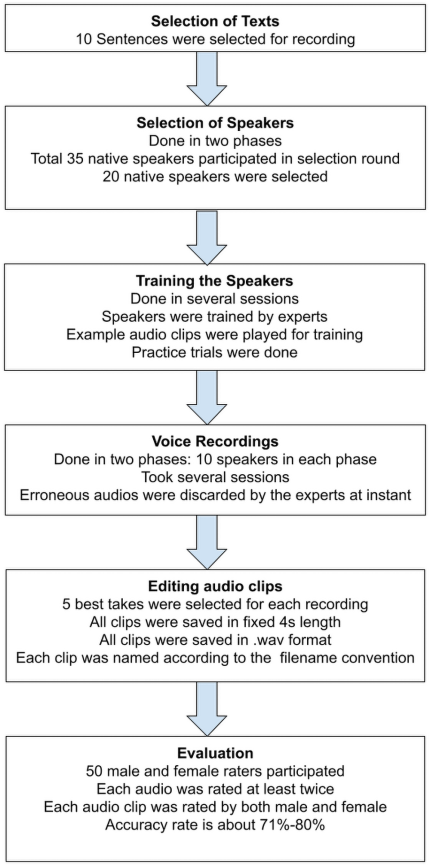 Selection of Texts
10 Sentences were selected for recording
Selection of Speakers
Done in two phases
Total 35 native speakers participated in selection round
20 native speakers were selected
Training the Speakers
Done in several sessions
Speakers were trained by experts
Example audio clips were played for training
Practice trials were done
Voice Recordings
Done in two phases: 10 speakers in each phase
Took several sessions
Erroneous audios were discarded by the experts at instant
Editing audio clips
5 best takes were selected for each recording
All clips were saved in fixed 4s length
All clips were saved in .wav format
Each clip was named according to the filename convention
Evaluation
50 male and female raters participated
Each audio was rated at least twice
Each audio clip was rated by both male and female
Accuracy rate is about 71%-80%